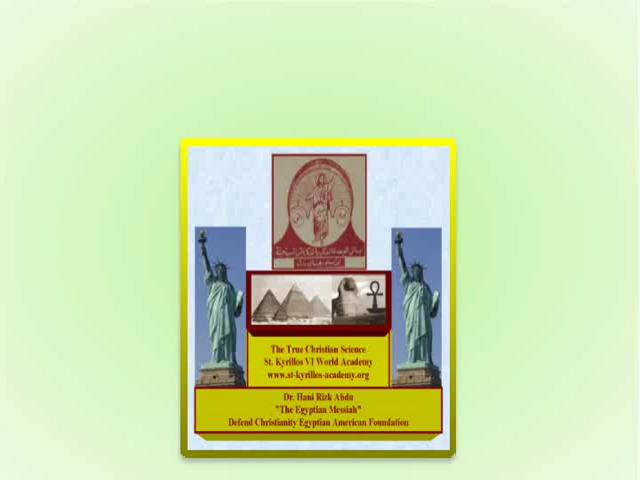 The True Christian Science
St. Kyrillos VI World Academy
www.st-kyrillos-academy.org
Dr. Hani Rizk Abdu
"The Egyptian Messiah"
Defend Christianity Egyptian American Foundation